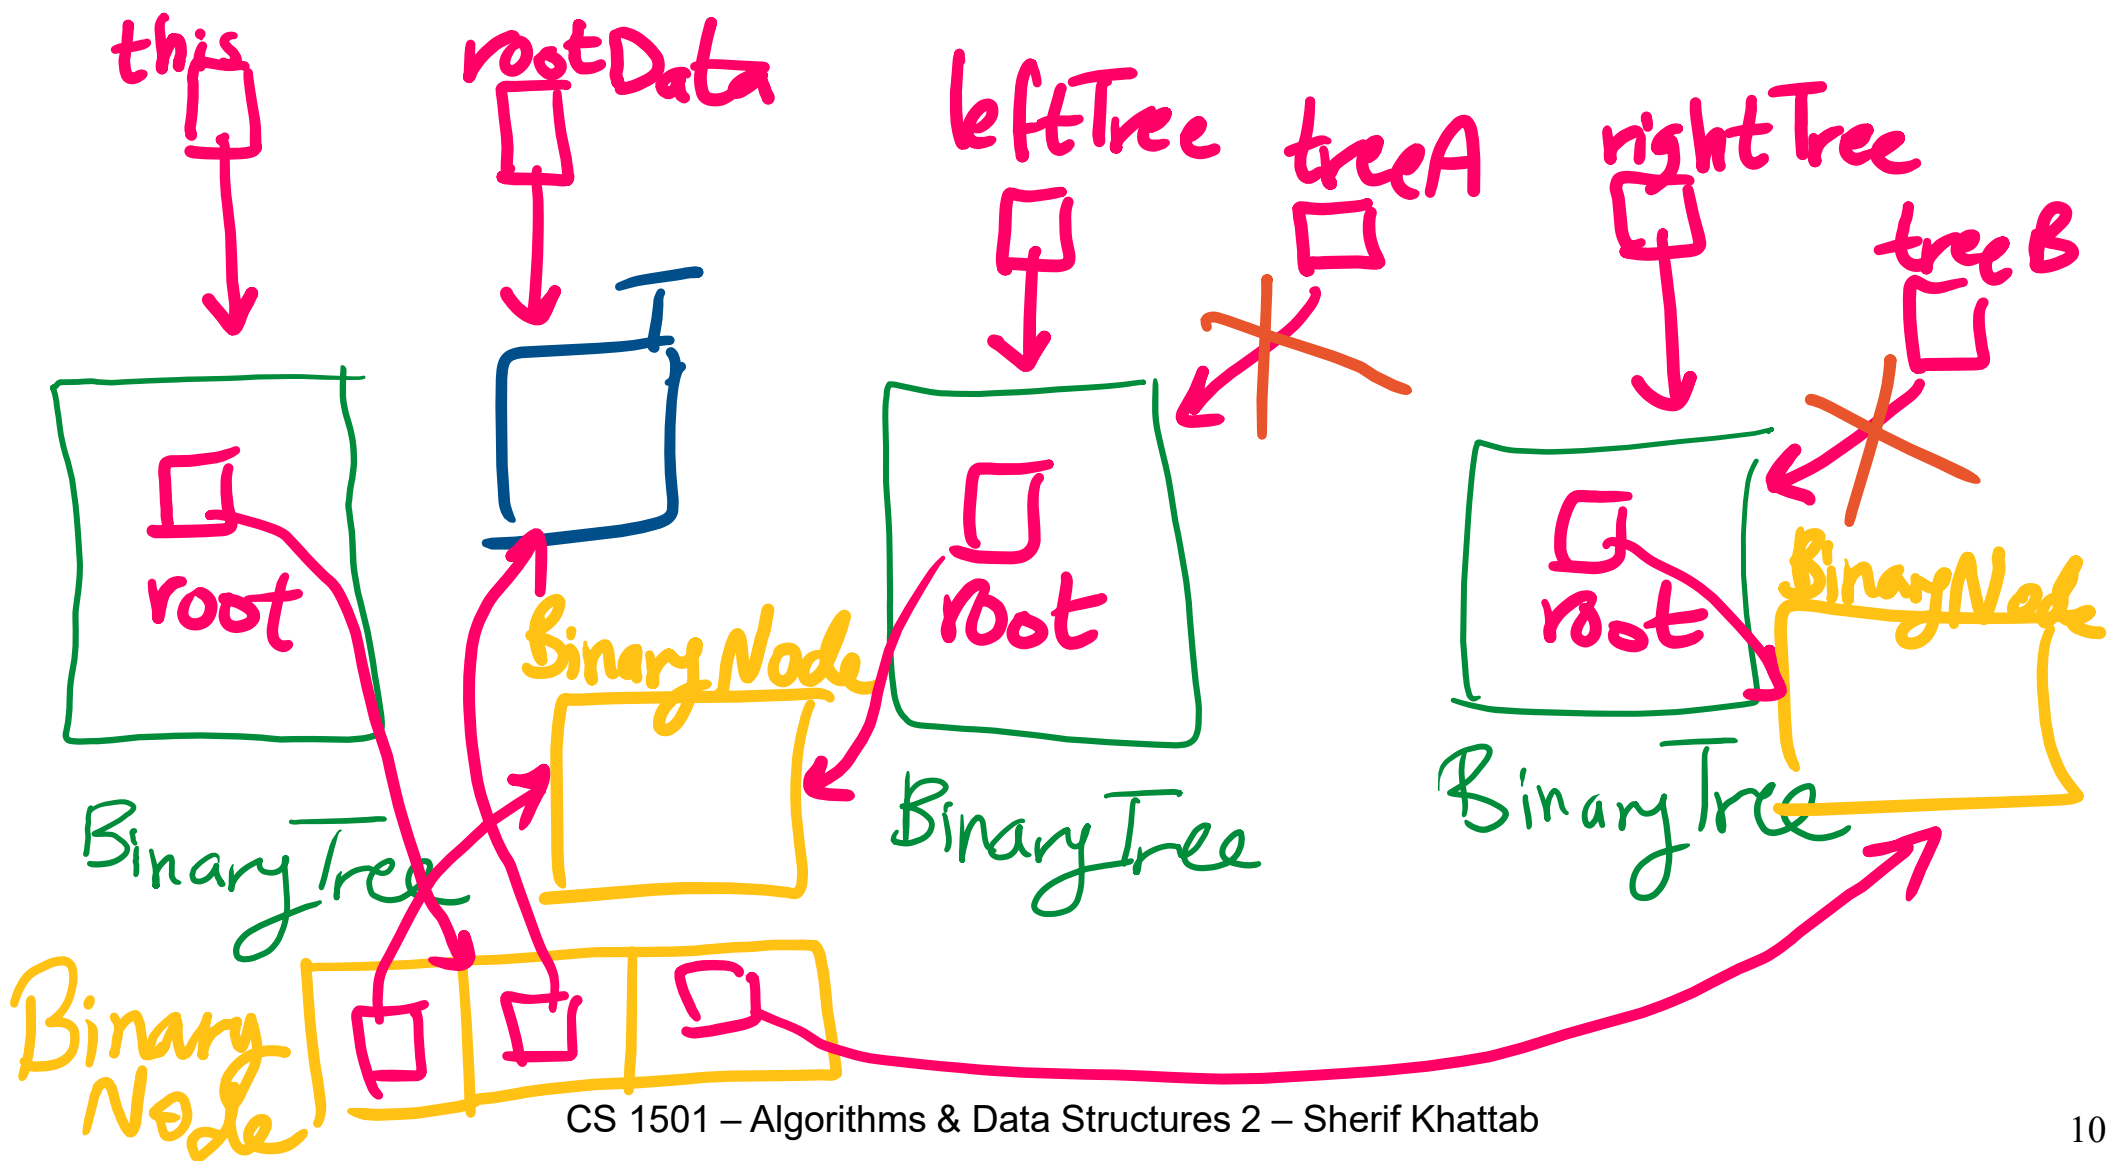 this
rootData
leftTree
treeA
rightTree
treeB
T
root
root
root
BinaryNode
BinaryNode
BinaryTree
BinaryTree
BinaryTree
Binary
Node
CS 1501 – Algorithms & Data Structures 2 – Sherif Khattab
10